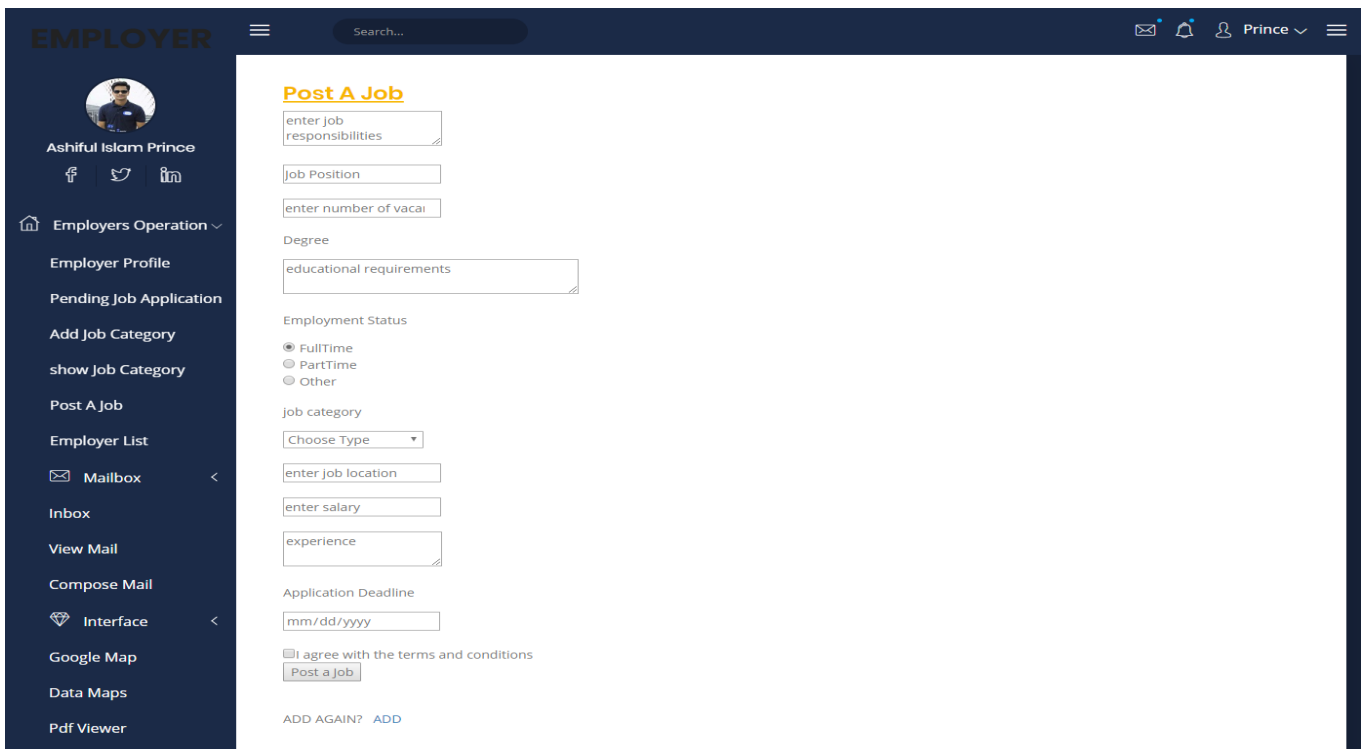 EMPLOYER
Search...
Prince
Ashiful Islam Prince
Employers Operation
Employer Profile
Pending Job Application
Add Job Category
show Job Category
Post A Job
Employer List
Mailbox
Inbox
View Mail
Compose Mail
Interface
Google Map
Data Maps
Pdf Viewer
Post A Job
enter job
responsibilities
Job Position
enter number of vacai
Degree
educational requirements
Employment Status
FullTime
PartTime
Other
job category
Choose Type
enter job location
enter salary
experience
Application Deadline
mm/dd/yyyy
I agree with the terms and conditions
Post a Job
ADD AGAIN? ADD